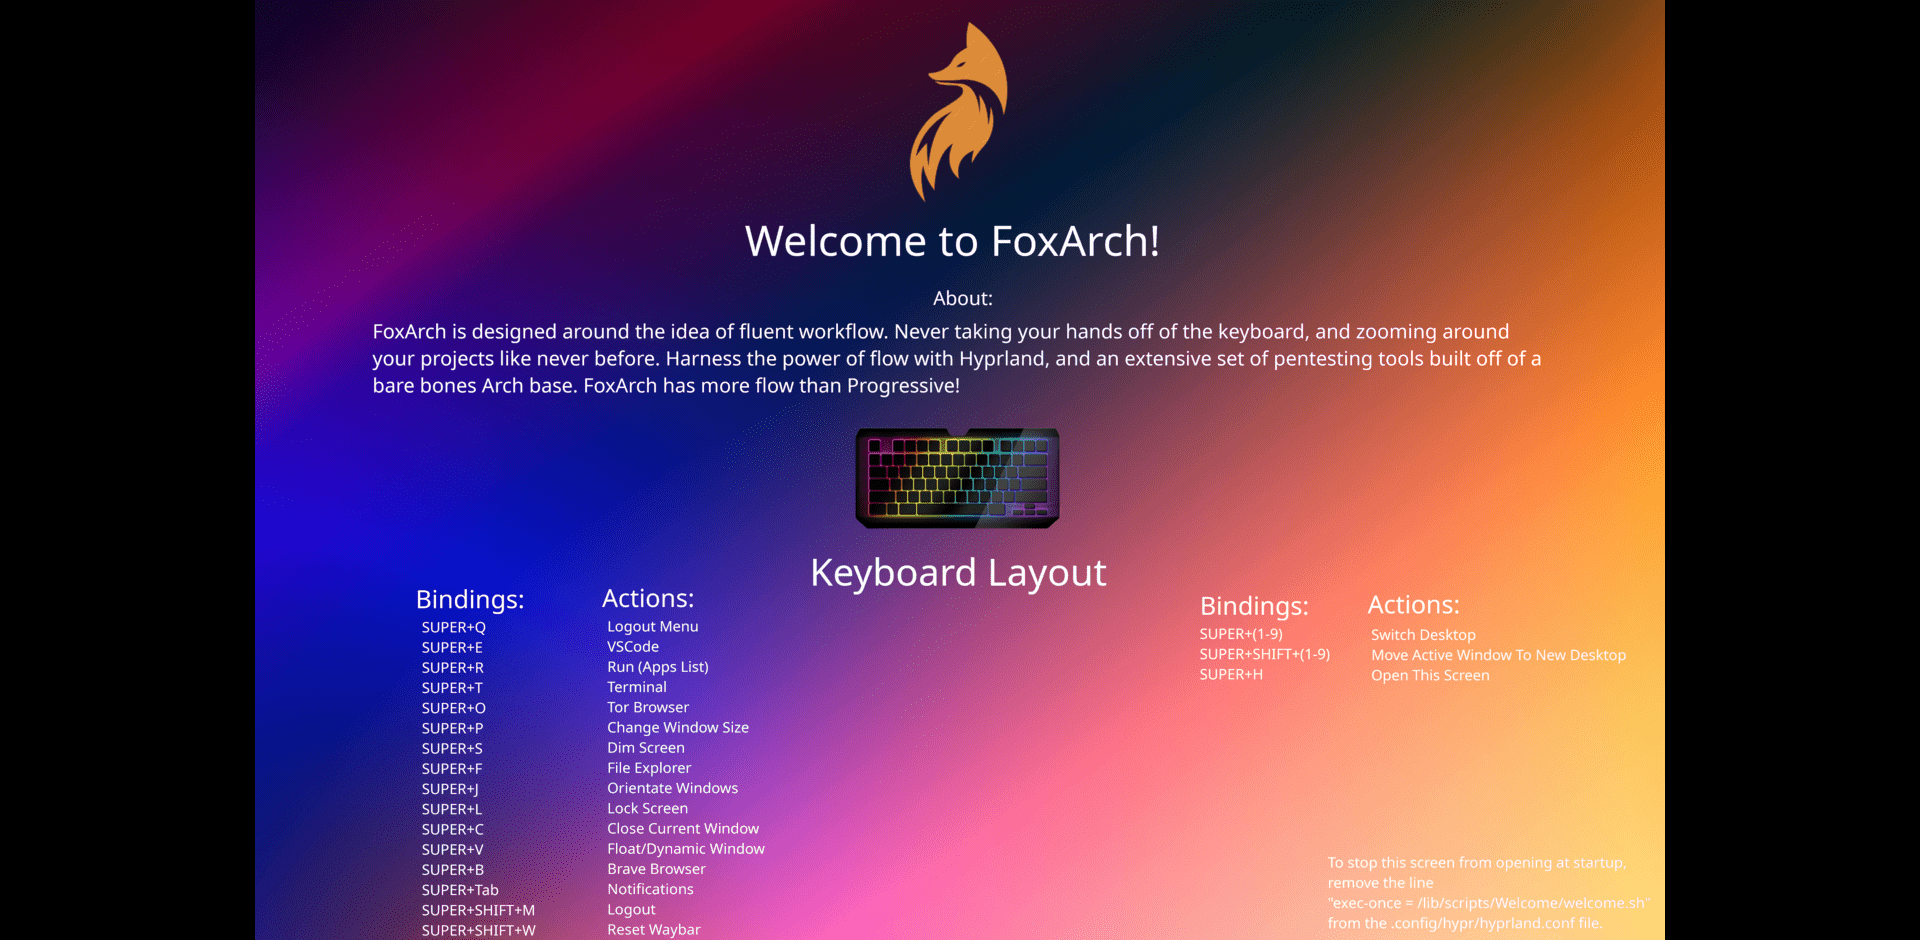 Welcome to FoxArch!
About:
FoxArch is designed around the idea of fluent workflow. Never taking your hands off of the keyboard, and zooming around
your projects like never before. Harness the power of flow with Hyprland, and an extensive set of pentesting tools built off of a
bare bones Arch base. FoxArch has more flow than Progressive!
Keyboard Layout
Bindings: Actions:
SUPER+Q Logout Menu
SUPER+E VSCode
SUPER+R Run (Apps List)
SUPER+T Terminal
SUPER+O Tor Browser
SUPER+P Change Window Size
SUPER+S Dim Screen
SUPER+F File Explorer
SUPER+J Orientate Windows
SUPER+L Lock Screen
SUPER+C Close Current Window
SUPER+V Float/Dynamic Window
SUPER+B Brave Browser
SUPER+Tab Notifications
SUPER+SHIFT+M Logout
SUPER+SHIFT+W Reset Waybar
Bindings: Actions:
SUPER+(1-9) Switch Desktop
SUPER+SHIFT+(1-9) Move Active Window To New Desktop
SUPER+H Open This Screen
To stop this screen from opening at startup,
remove the line
"exec-once = /lib/scripts/Welcome/welcome.sh"
from the .config/hypr/hyprland.conf file.